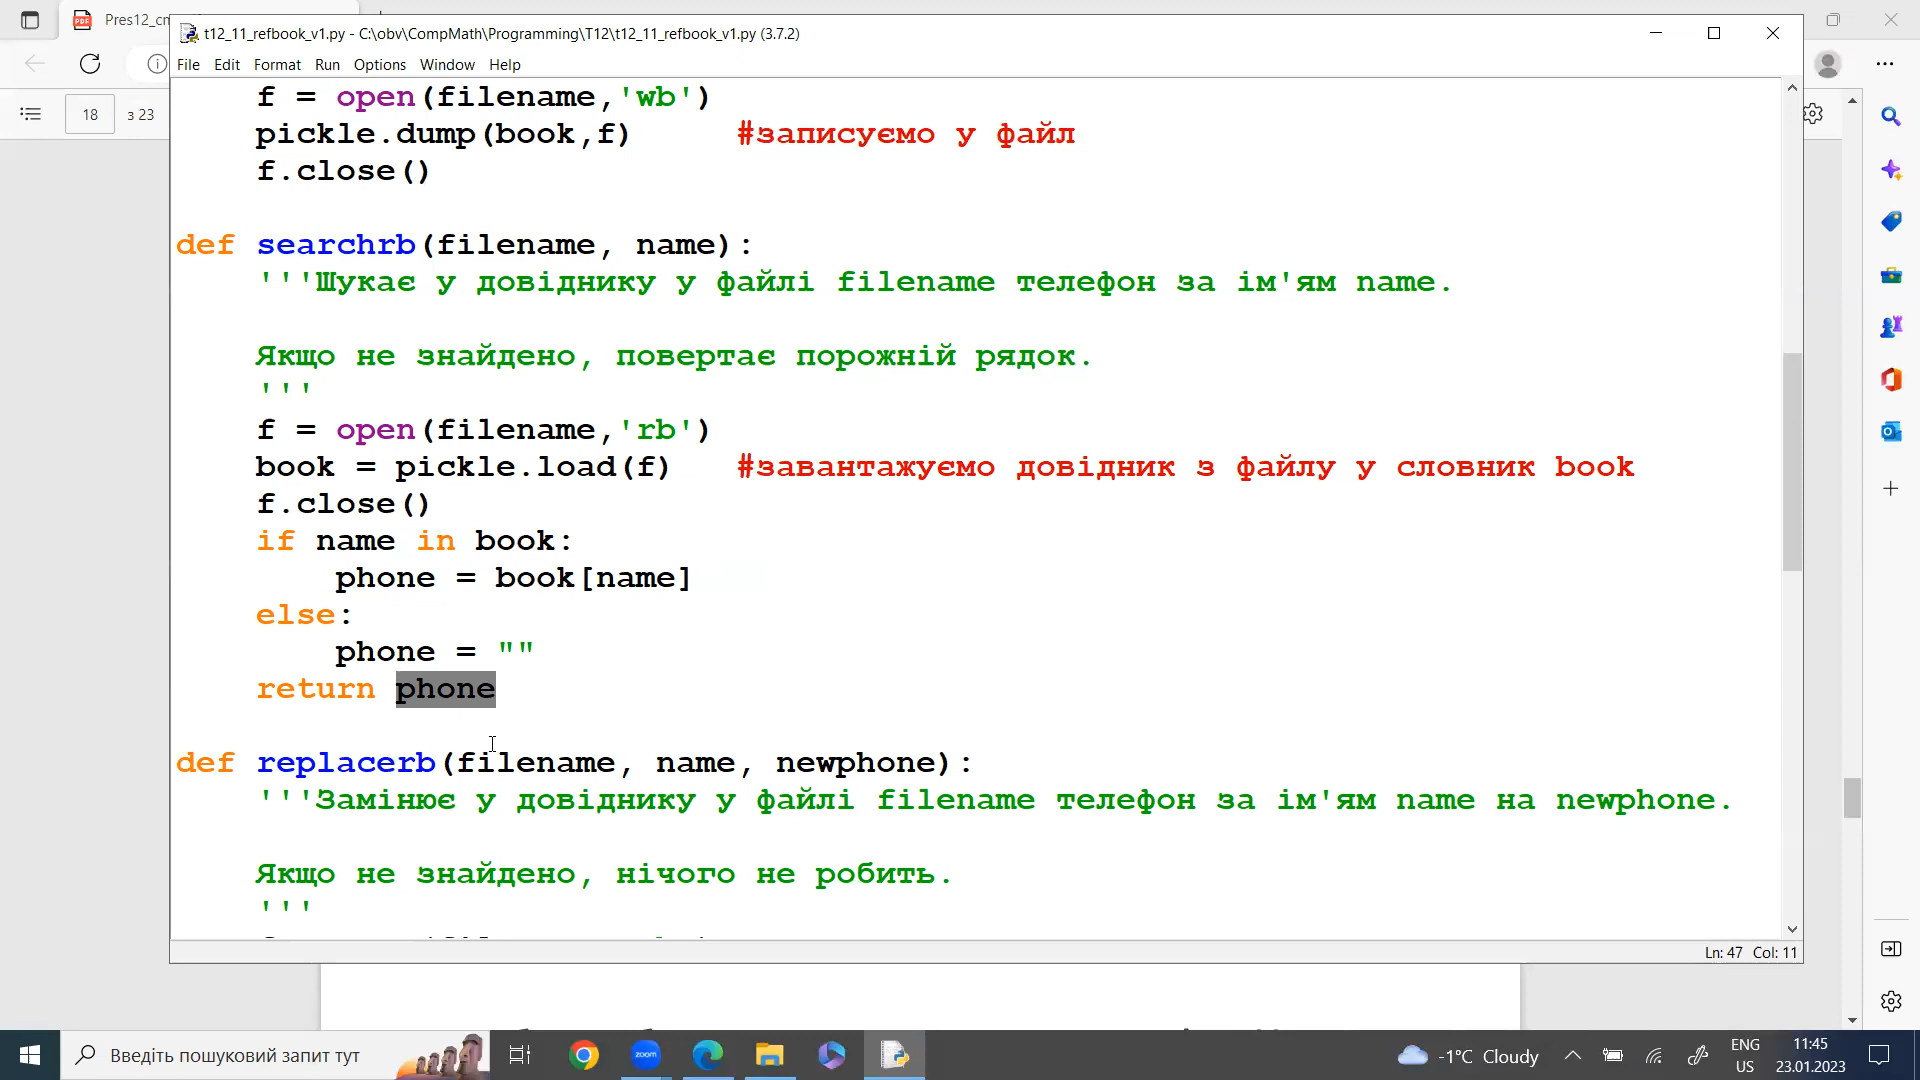 Pres12_cm
t12_11_refbook_v1.py - C:\obv\CompMath\Programming\T12\t12_11_refbook_v1.py (3.7.2)
File Edit Format Run Options Window Help
18 з 23
f = open(filename,'wb')
pickle.dump(book,f) #записуємо у файл
f.close()
def searchrb(filename, name):
'''Шукає у довіднику у файлі filename телефон за ім'ям name.
Якщо не знайдено, повертає порожній рядок.
'''
f = open(filename,'rb')
book = pickle.load(f) #завантажуємо довідник з файлу у словник book
f.close()
if name in book:
phone = book[name]
else:
phone = ""
return phone
def replacerb(filename, name, newphone):
'''Замінює у довіднику у файлі filename телефон за ім'ям name на newphone.
Якщо не знайдено, нічого не робить.
'''
Ln: 47 Col: 11
Введіть пошуковий запит тут
zoom
-1°C Cloudy
ENG
US
11:45
23.01.2023